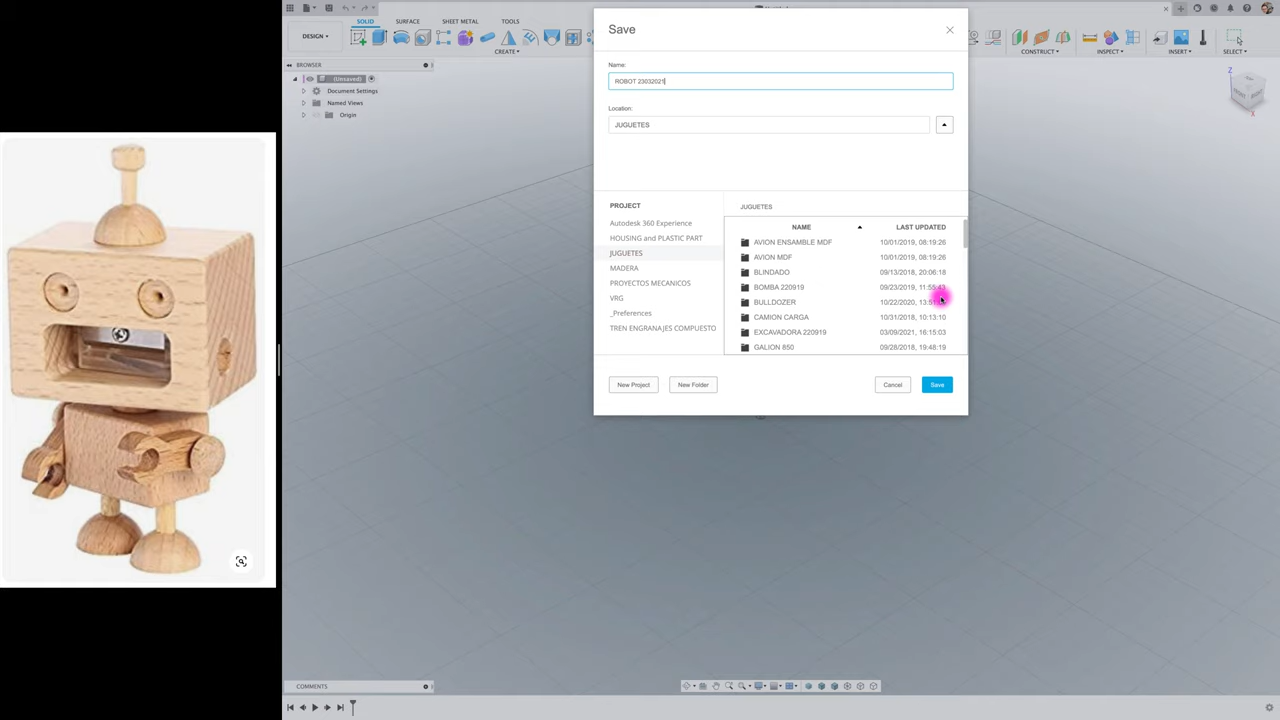 SOLID SURFACE SHEET METAL TOOLS
DESIGN
CREATE
CONSTRUCT
INSPECT
INSERT
SELECT
BROWSER
(Unsaved)
Document Settings
Named Views
Origin
Save
Name:
ROBOT 23032021
Location:
JUGUETES
PROJECT
Autodesk 360 Experience
HOUSING and PLASTIC PART
JUGUETES
MADERA
PROYECTOS MECANICOS
VRG
_Preferences
TREN ENGRANAJES COMPUESTO
JUGUETES
NAME LAST UPDATED
AVION ENSAMBLE MDF 10/01/2019, 08:19:26
AVION MDF 10/01/2019, 08:19:26
BLINDADO 09/13/2018, 20:06:18
BOMBA 220919 09/23/2019, 11:55:43
BULLDOZER 10/22/2020,
CAMION CARGA 10/31/2018, 10:13:10
EXCAVADORA 220919 03/09/2021, 16:15:03
GALION 850 09/28/2018, 19:48:19
New Project
New Folder
Cancel
Save
Z
X
COMMENTS